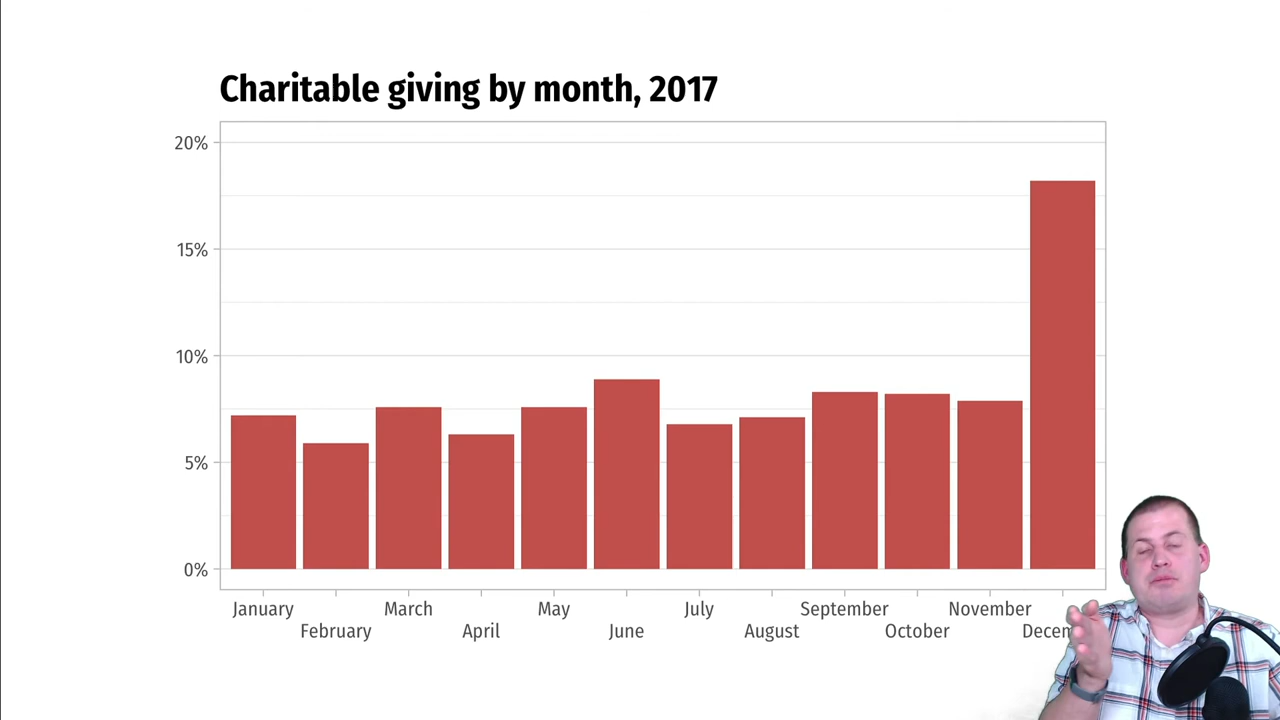 Charitable giving by month, 2017
20%
15%
10%
5%
0%
January
February
March
April
May
June
July
August
September
October
November